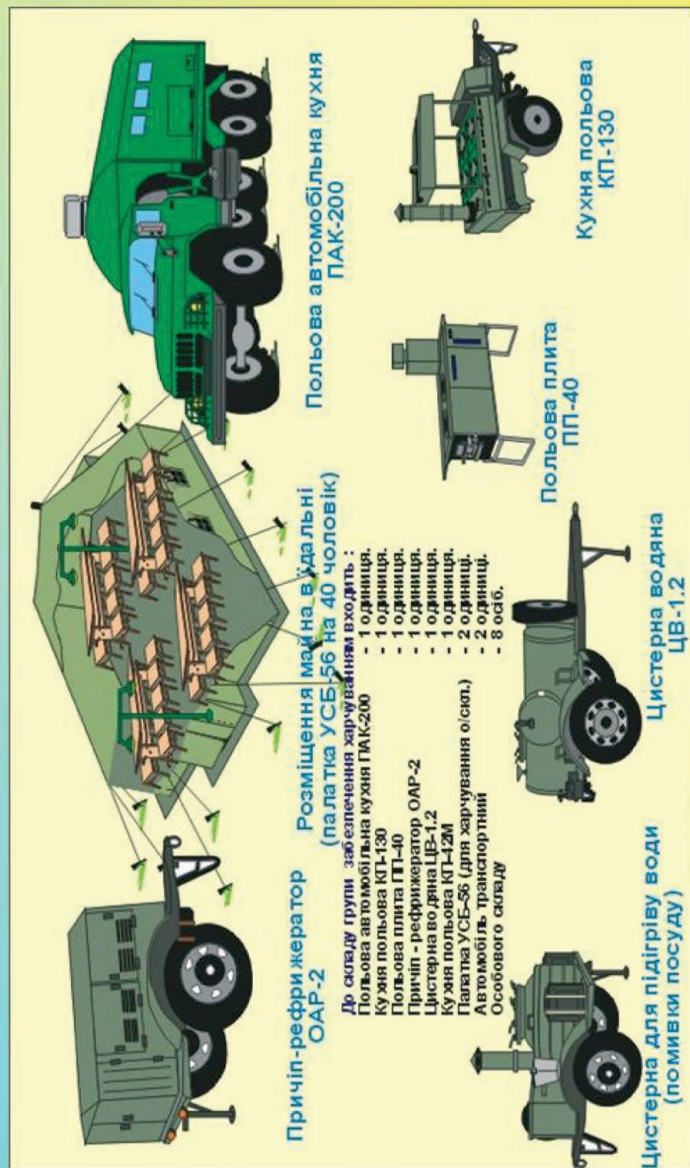 Причіп-рефрижератор
ОАР-2
Розміщення майна в їдальні
(палатка УСБ-56 на 40 чоловік)
Польова автомобільна кухня
ПАК-200
До складу групи забезпечення харчуванням входить :
Польова автомобільна кухня ПАК-200 - 1 одиниця.
Кухня польова КП-130 - 1 одиниця.
Польова плита ПП-40 - 1 одиниця.
Причіп - рефрижератор ОАР-2 - 1 одиниця.
Цистерна водяна ЦВ-1.2 - 1 одиниця.
Кухня польова КП-42М - 1 одиниця.
Палатка УСБ-56 (для харчування о/скл.) - 2 одиниці.
Автомобіль транспортний - 2 одиниці.
Особового складу - 8 осіб.
Польова плита
ПП-40
Кухня польова
КП-130
Цистерна для підігріву води
(помивки посуду)
Цистерна водяна
ЦВ-1.2